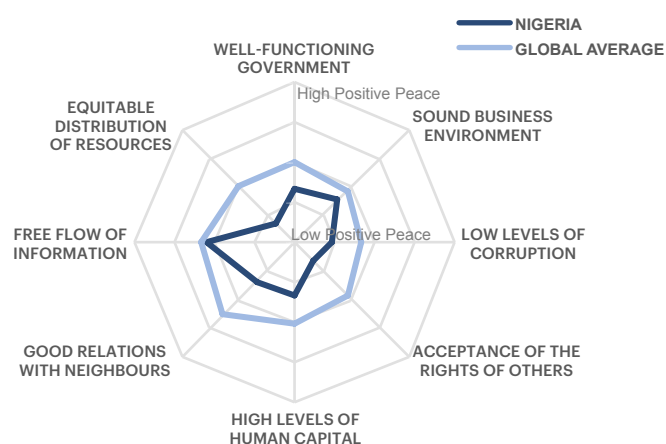 NIGERIA
GLOBAL AVERAGE
WELL-FUNCTIONING
GOVERNMENT
High Positive Peace
SOUND BUSINESS
ENVIRONMENT
EQUITABLE
DISTRIBUTION
OF RESOURCES
FREE FLOW OF
INFORMATION
Low Positive Peace
LOW LEVELS OF
CORRUPTION
GOOD RELATIONS
WITH NEIGHBOURS
ACCEPTANCE OF THE
RIGHTS OF OTHERS
HIGH LEVELS OF
HUMAN CAPITAL